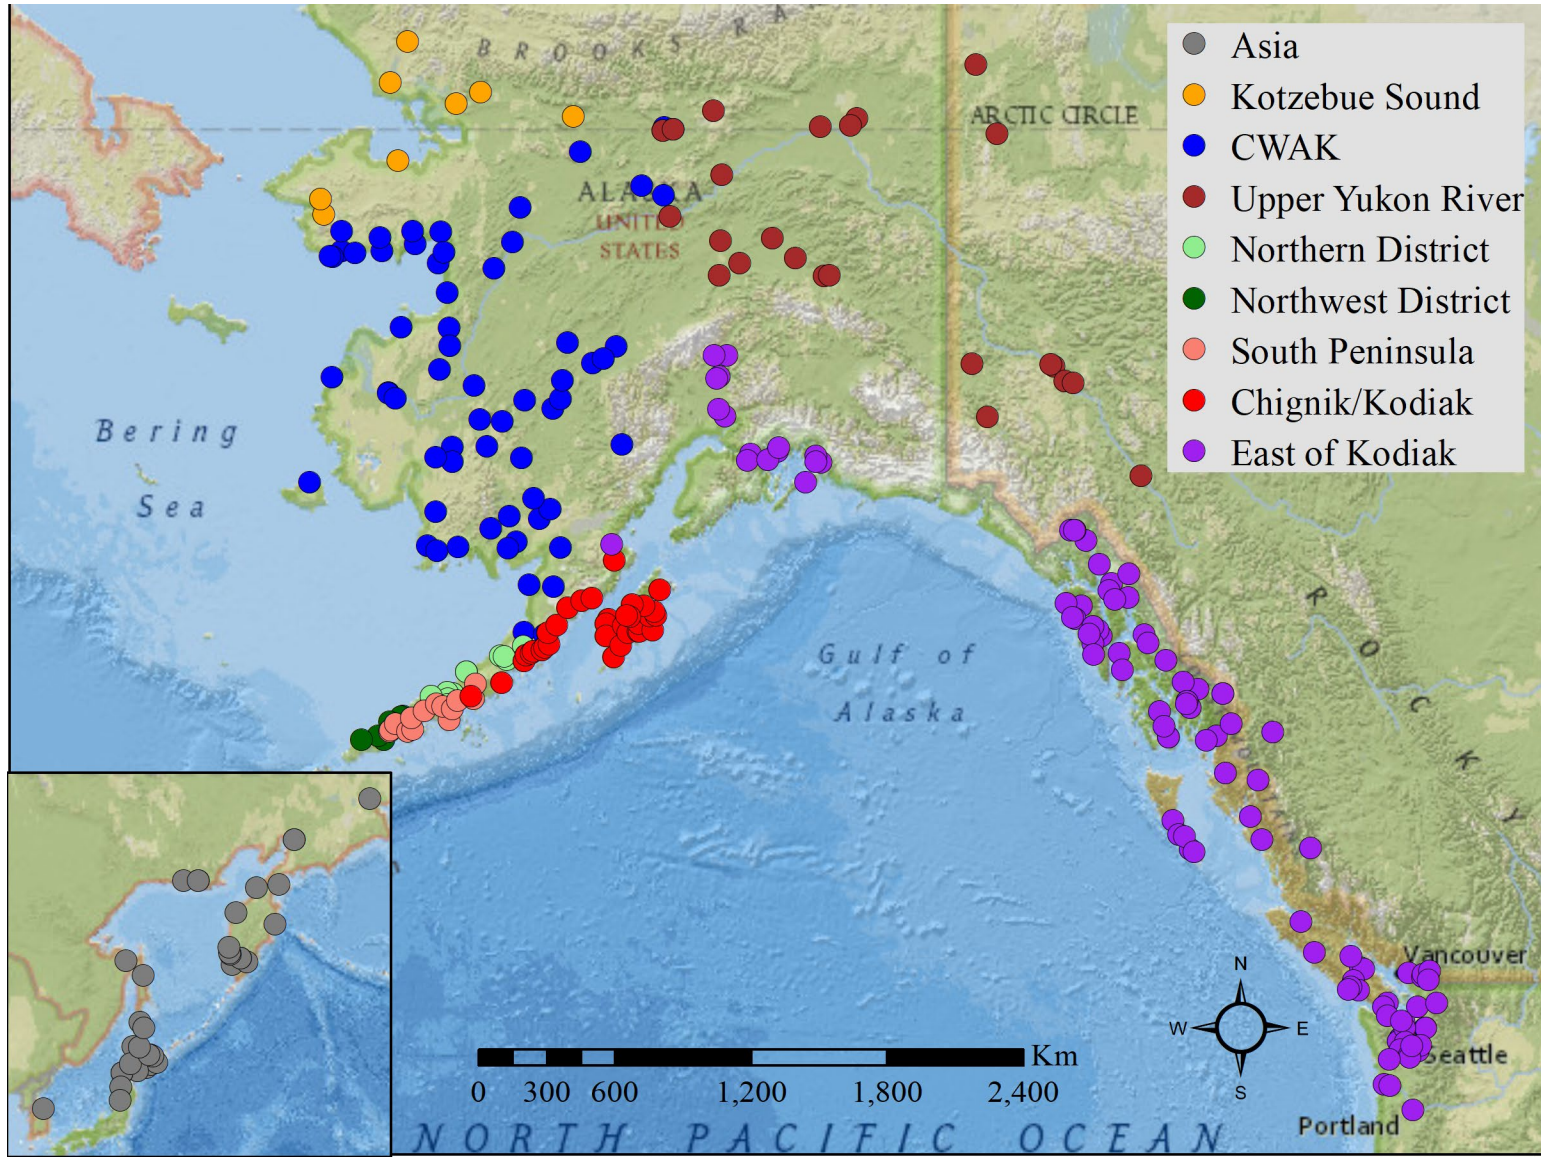 BROOKS RA
ARCTIC CIRCLE
ALASKA
UNITED
STATES
Bering
Sea
Gulf of
Alaska
ROCKY
Asia
Kotzebue Sound
CWAK
Upper Yukon River
Northern District
Northwest District
South Peninsula
Chignik/Kodiak
East of Kodiak
Vancouver
Seattle
Portland
N
W E
S
Km
0 300 600 1,200 1,800 2,400
NORTH PACIFIC OCEAN